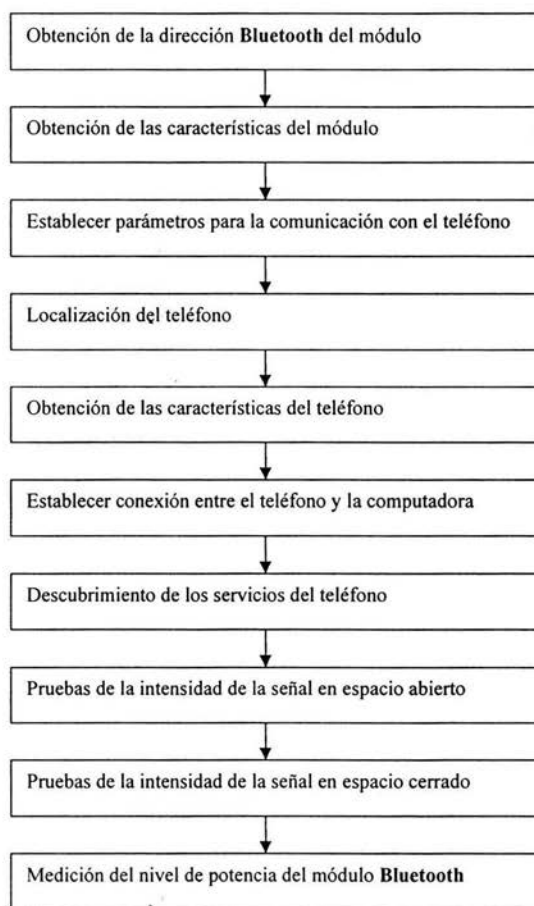 Obtención de la dirección Bluetooth del módulo
Obtención de las características del módulo
Establecer parámetros para la comunicación con el teléfono
Localización del teléfono
Obtención de las características del teléfono
Establecer conexión entre el teléfono y la computadora
Descubrimiento de los servicios del teléfono
Pruebas de la intensidad de la señal en espacio abierto
Pruebas de la intensidad de la señal en espacio cerrado
Medición del nivel de potencia del módulo Bluetooth